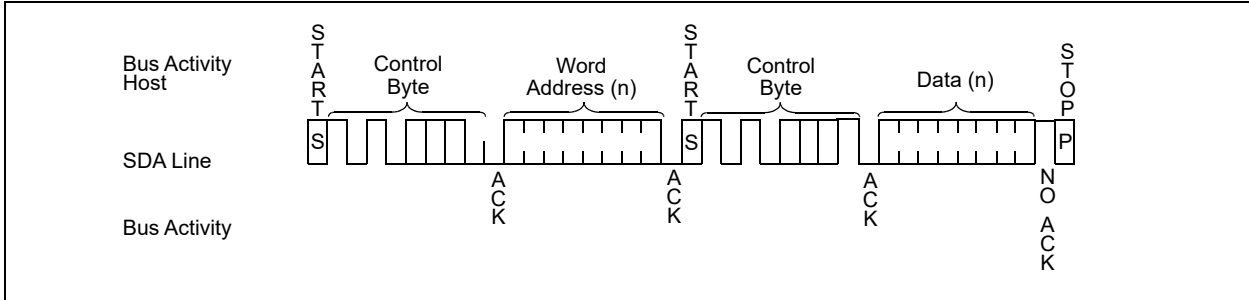 Bus Activity
Host
START
Control
Byte
Word
Address (n)
START
Control
Byte
Data (n)
STOP
SDA Line
S
S
P
ACK
ACK
ACK
NO ACK
Bus Activity